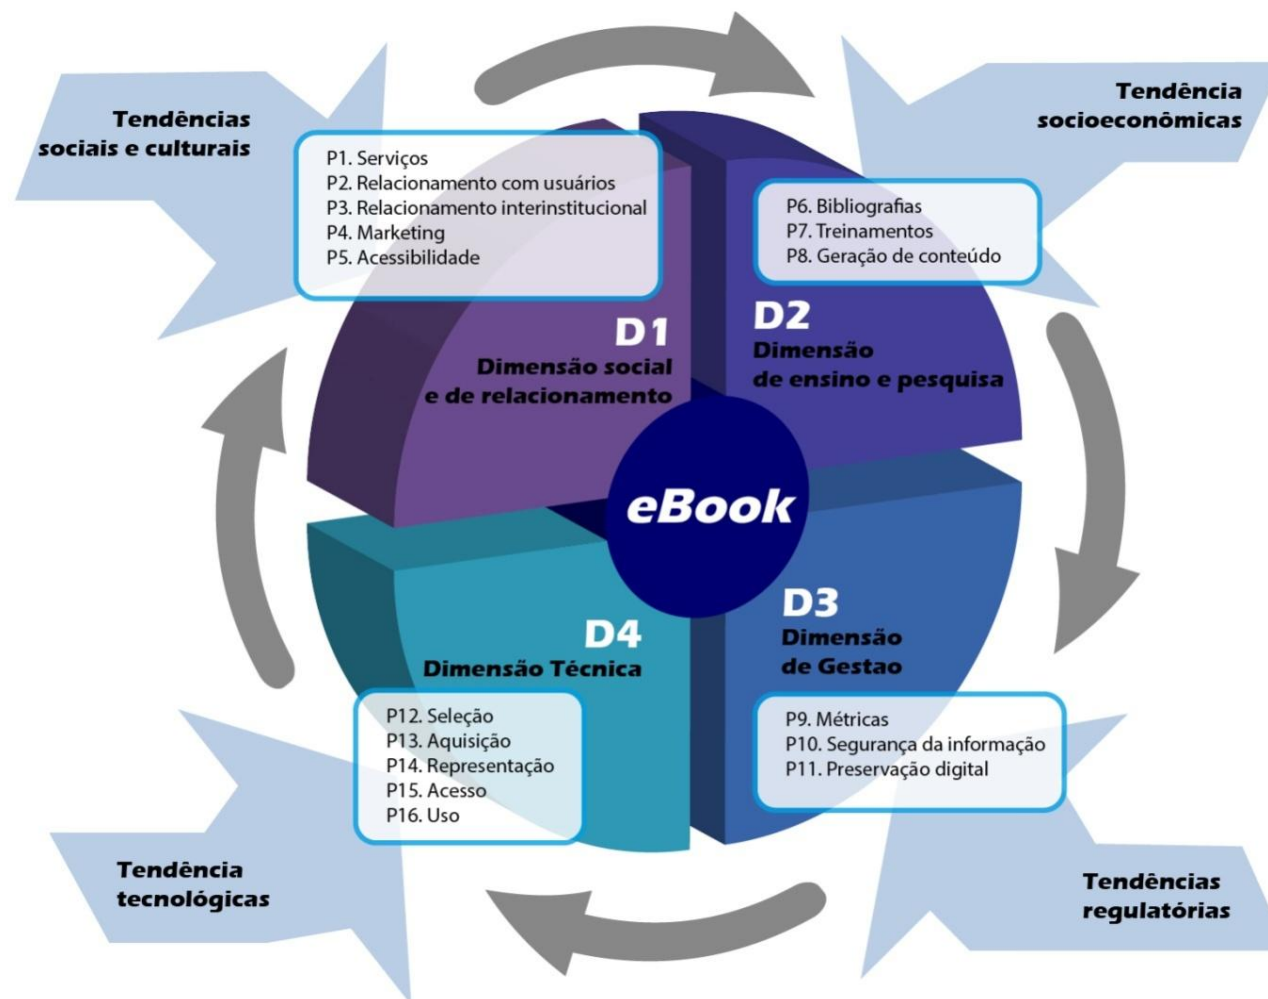 Tendências
sociais e culturais
Tendência
socioeconômicas
P1. Serviços
P2. Relacionamento com usuários
P3. Relacionamento interinstitucional
P4. Marketing
P5. Acessibilidade
P6. Bibliografias
P7. Treinamentos
P8. Geração de conteúdo
D1
Dimensão social
e de relacionamento
D2
Dimensão
de ensino e pesquisa
eBook
D4
Dimensão Técnica
D3
Dimensão
de Gestao
P12. Seleção
P13. Aquisição
P14. Representação
P15. Acesso
P16. Uso
P9. Métricas
P10. Segurança da informação
P11. Preservação digital
Tendência
tecnológicas
Tendências
regulatórias